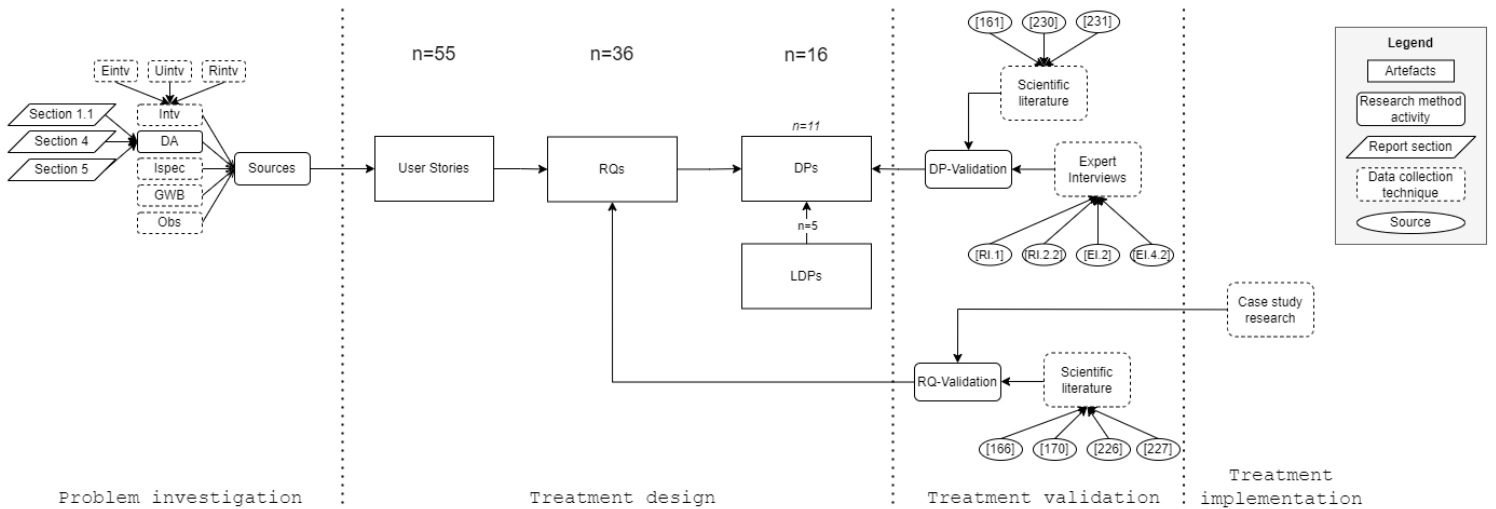 n=55
n=36
n=16
[161]
[230]
[231]
Legend
Artefacts
Research method
activity
Report section
Data collection
technique
Source
Eintv
Uintv
Rintv
Section 1.1
Section 4
Section 5
Intv
DA
Ispec
GWB
Obs
Sources
User Stories
RQs
n=11
DPs
n=5
LDPs
Scientific
literature
DP-Validation
Expert
Interviews
[RI.1]
[RI.2.2]
[EI.2]
[EI.4.2]
Case study
research
RQ-Validation
Scientific
literature
[166]
[170]
[226]
[227]
Problem investigation
Treatment design
Treatment validation
Treatment
implementation